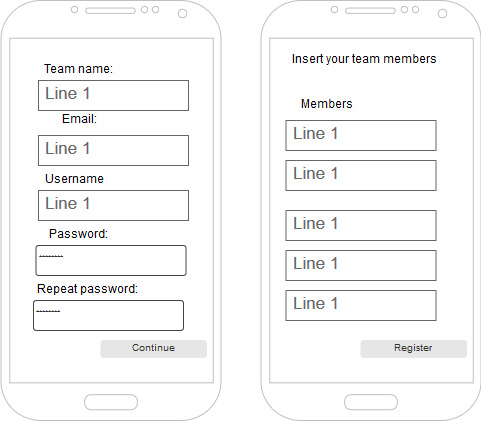 Team name:
Line 1
Email:
Line 1
Username
Line 1
Password:
--------
Repeat password:
--------
Continue
Insert your team members
Members
Line 1
Line 1
Line 1
Line 1
Line 1
Register